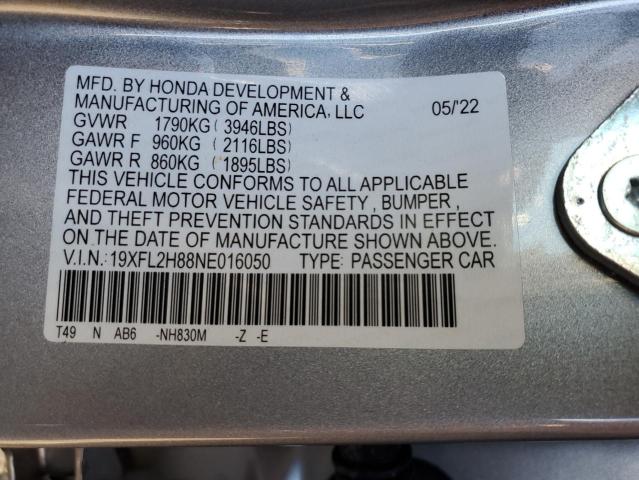 MFD. BY HONDA DEVELOPMENT &
MANUFACTURING OF AMERICA, LLC 05/'22
GVWR 1790KG ( 3946LBS)
GAWR F 960KG ( 2116LBS)
GAWR R 860KG ( 1895LBS)
THIS VEHICLE CONFORMS TO ALL APPLICABLE
FEDERAL MOTOR VEHICLE SAFETY , BUMPER ,
AND THEFT PREVENTION STANDARDS IN EFFECT
ON THE DATE OF MANUFACTURE SHOWN ABOVE.
V.I.N.:19XFL2H88NE016050 TYPE: PASSENGER CAR
T49 N AB6 -NH830M -Z -E